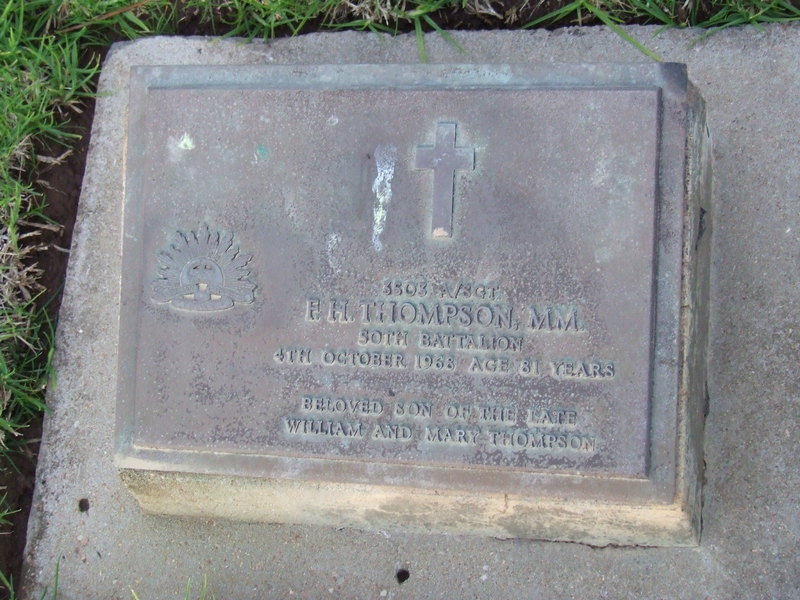 3503 A/SGT
F. H. THOMPSON, MM.
50TH BATTALION
4TH OCTOBER 1968 AGE 81 YEARS
BELOVED SON OF THE LATE
WILLIAM AND MARY THOMPSON